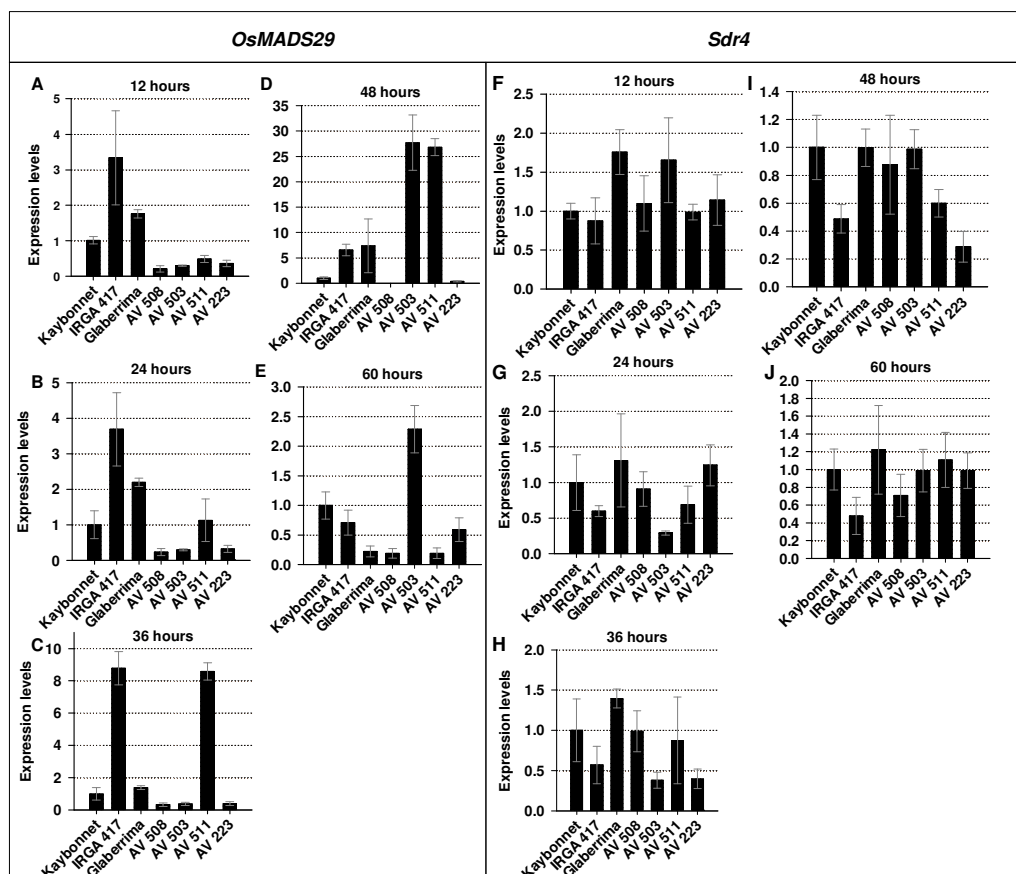 OsMADS29
Sdr4
A
12 hours
Expression levels
5
4
3
2
1
0
Kaybonnet
IRGA 417
Glaberrima
AV 508
AV 503
AV 511
AV 223
B
24 hours
Expression levels
5
4
3
2
1
0
Kaybonnet
IRGA 417
Glaberrima
AV 508
AV 503
AV 511
AV 223
C
36 hours
Expression levels
10
8
6
4
2
0
Kaybonnet
IRGA 417
Glaberrima
AV 508
AV 503
AV 511
AV 223
D
48 hours
35
30
25
20
15
10
5
0
Kaybonnet
IRGA 417
Glaberrima
AV 508
AV 503
AV 511
AV 223
E
60 hours
3.0
2.5
2.0
1.5
1.0
0.5
0.0
Kaybonnet
IRGA 417
Glaberrima
AV 508
AV 503
AV 511
AV 223
F
12 hours
Expression levels
2.5
2.0
1.5
1.0
0.5
0.0
Kaybonnet
IRGA 417
Glaberrima
AV 508
AV 503
AV 511
AV 223
G
24 hours
Expression levels
2.5
2.0
1.5
1.0
0.5
0.0
Kaybonnet
IRGA 417
Glaberrima
AV 508
AV 503
AV 511
AV 223
H
36 hours
Expression levels
2.0
1.5
1.0
0.5
0.0
Kaybonnet
IRGA 417
Glaberrima
AV 508
AV 503
AV 511
AV 223
I
48 hours
1.4
1.2
1.0
0.8
0.6
0.4
0.2
0.0
Kaybonnet
IRGA 417
Glaberrima
AV 508
AV 503
AV 511
AV 223
J
60 hours
2.0
1.8
1.6
1.4
1.2
1.0
0.8
0.6
0.4
0.2
0.0
Kaybonnet
IRGA 417
Glaberrima
AV 508
AV 503
AV 511
AV 223